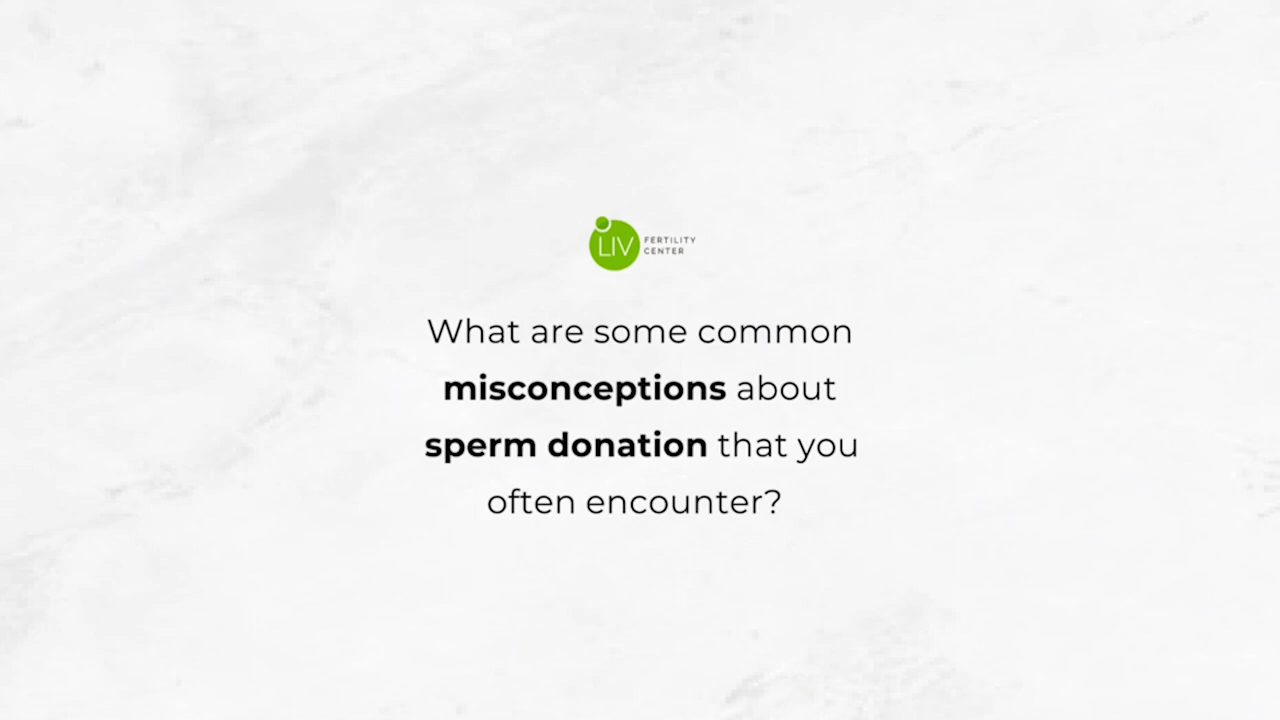 LIV FERTILITY
CENTER
What are some common
misconceptions about
sperm donation that you
often encounter?